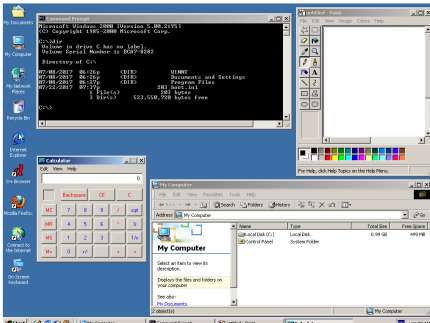 My Documents
My Computer
My Network Places
Recycle Bin
Internet Explorer
Mozilla Firefox
Connect to the Internet
On-Screen Keyboard
Command Prompt
Microsoft Windows 2000 [Version 5.00.2195]
(C) Copyright 1985-2000 Microsoft Corp.
C:\>dir
Volume in drive C has no label.
Volume Serial Number is
Directory of C:\
07/08/2017 06:26p <DIR> WINNT
07/08/2017 06:26p <DIR> Documents and Settings
07/08/2017 06:27p <DIR> Program Files
07/22/2017 07:37p 203 boot.ini
1 File(s) 203 bytes
3 Dir(s) 523,550,720 bytes free
C:\>
untitled - Paint
File Edit View Image Colors Help
For Help, click Help Topics on the Help Menu.
Calculator
Edit View Help
0
Backspace CE C
MC 7 8 9 / sqrt
MR 4 5 6 * %
MS 1 2 3 - 1/x
M+ 0 +/- . + =
My Computer
File Edit View Favorites Tools Help
Search Folders History
Address My Computer Go
My Computer
Select an item to view its description.
Displays the files and folders on your computer
See also:
My Documents
Name Type Total Size Free Space
Local Disk (C:) Local Disk 0.99 GB 499 MB
Control Panel System Folder
2 object(s) My Computer